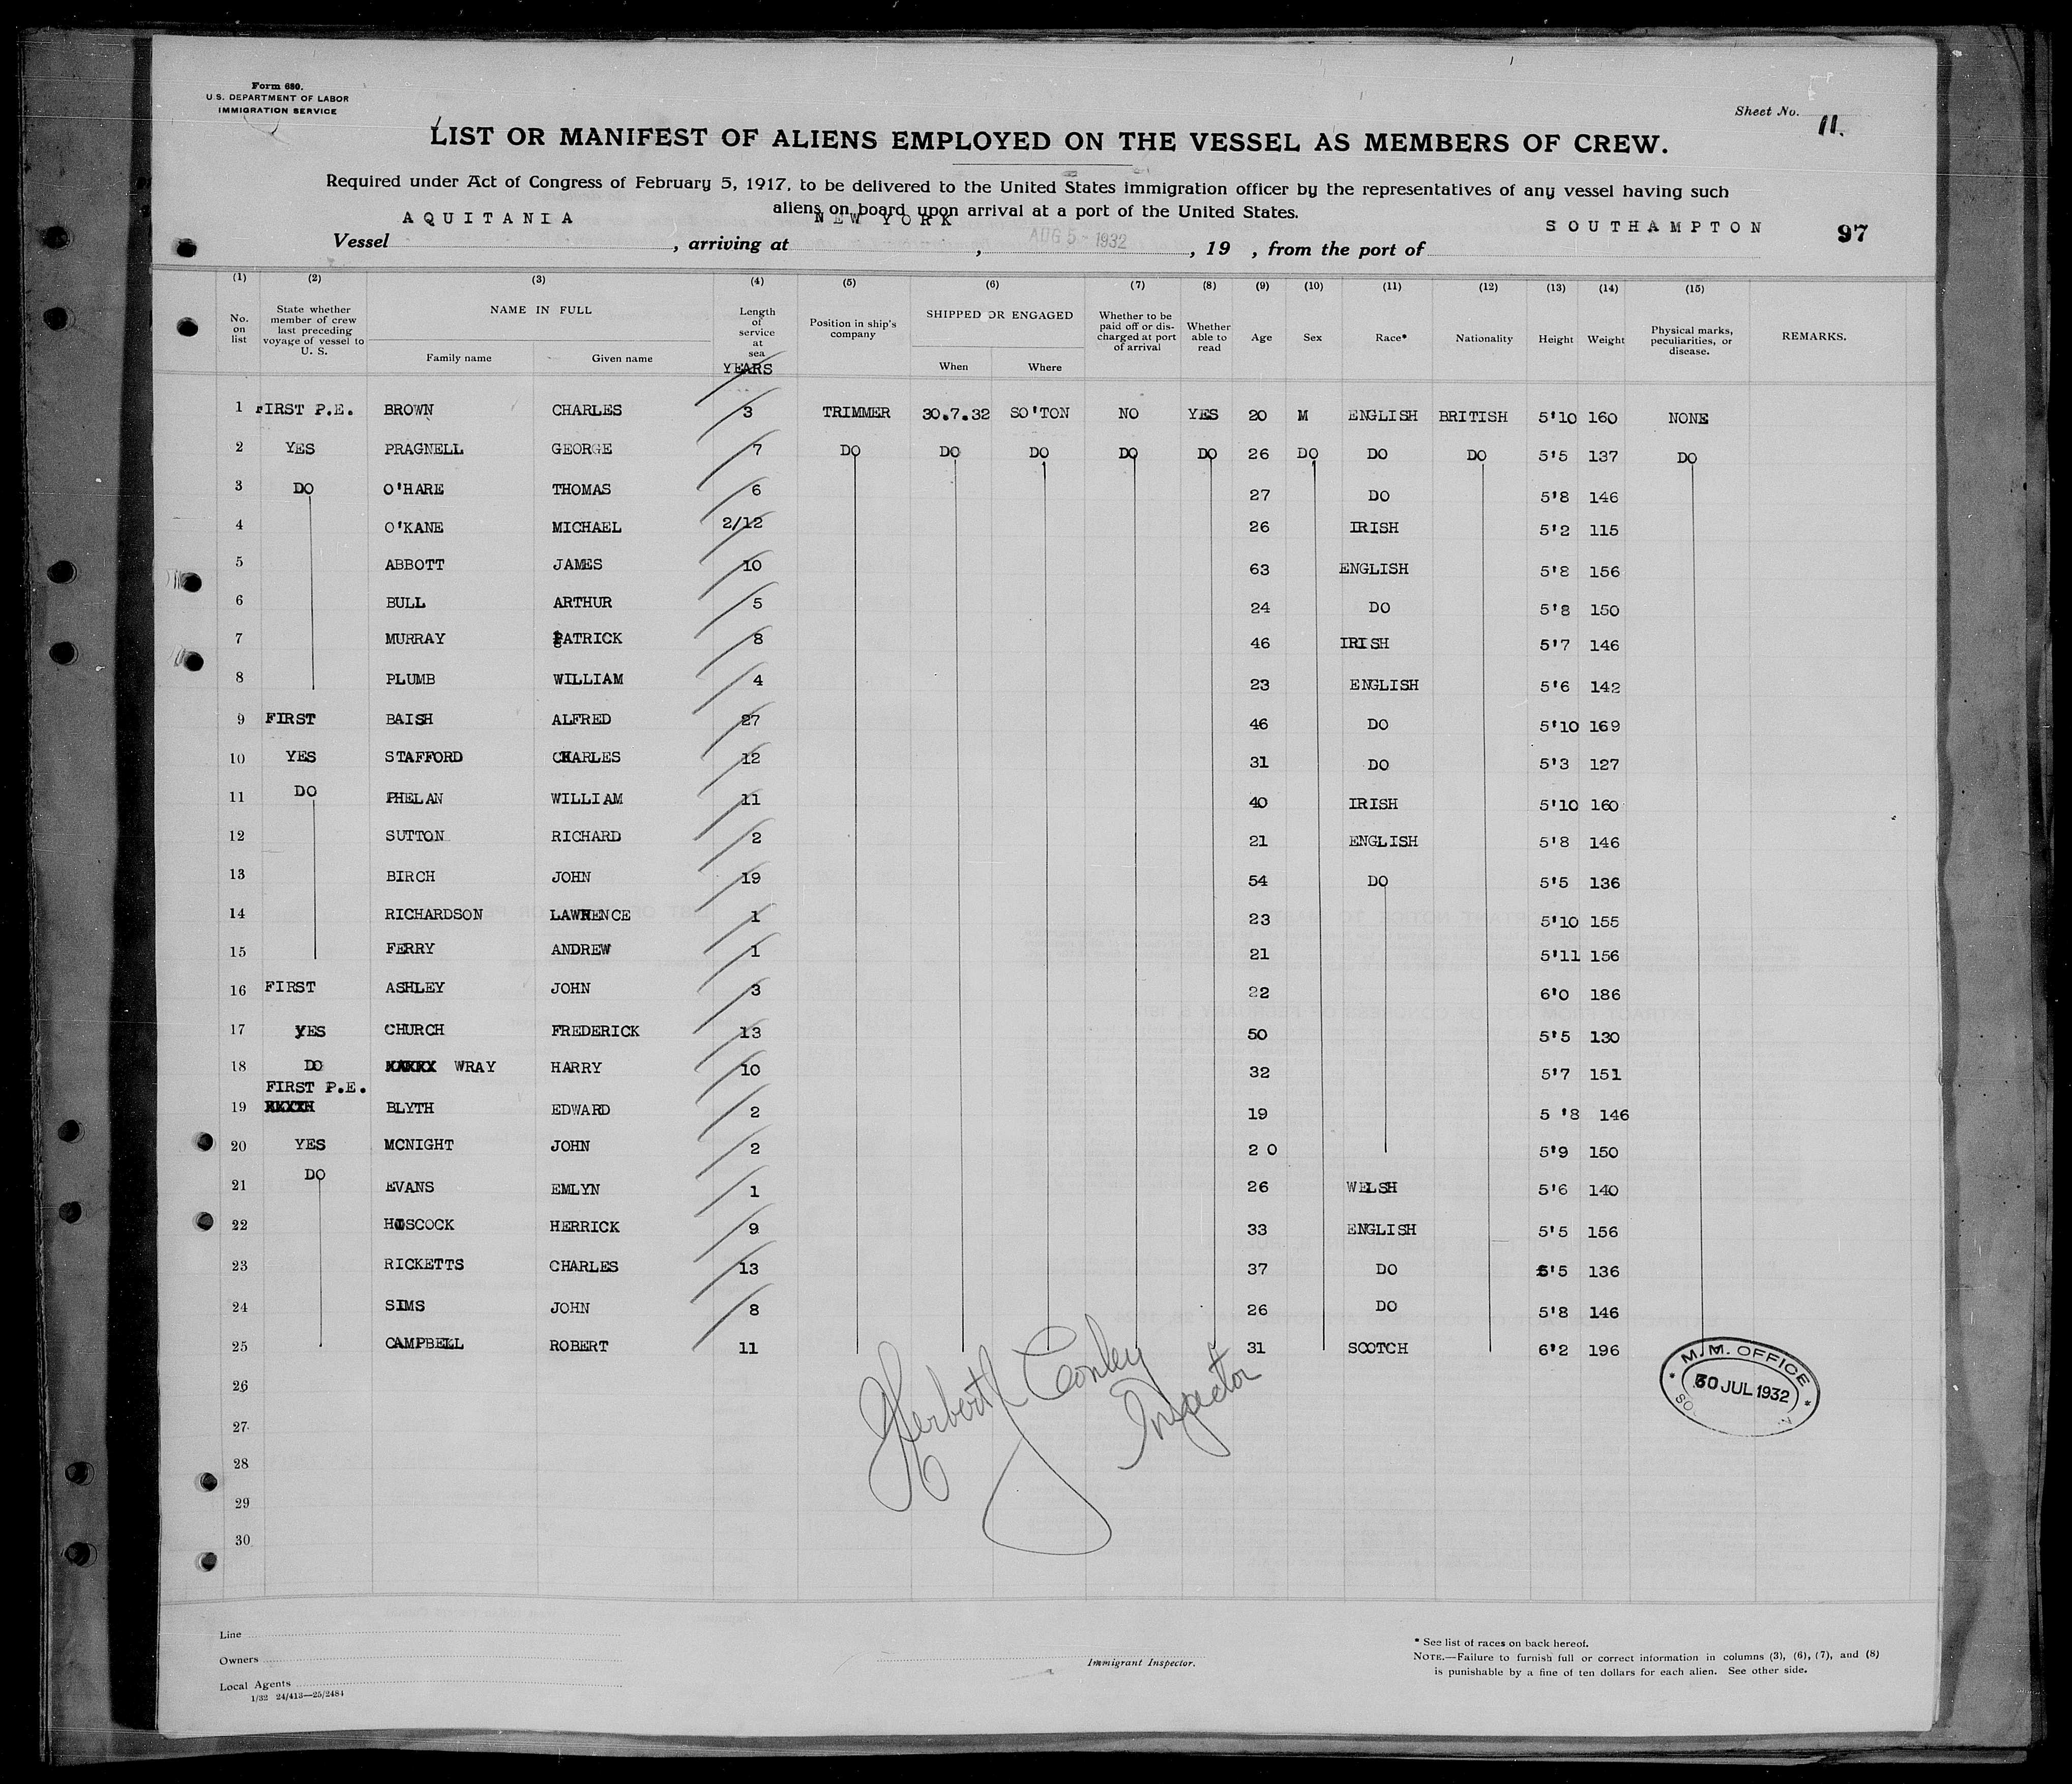 Form 680.
U.S. DEPARTMENT OF LABOR
IMMIGRATION SERVICE
Sheet No. 11.
LIST OR MANIFEST OF ALIENS EMPLOYED ON THE VESSEL AS MEMBERS OF CREW.
Required under Act of Congress of February 5, 1917, to be delivered to the United States immigration officer by the representatives of any vessel having such
aliens on board upon arrival at a port of the United States.
Vessel AQUITANIA, arriving at NEW YORK, AUG 5 - 1932, 19 , from the port of SOUTHAMPTON 97
(1) (2) (3) (4) (5) (6) (7) (8) (9) (10) (11) (12) (13) (14) (15)
No. on list State whether member of crew last preceding voyage of vessel to U. S. NAME IN FULL Family name Given name Length of service at sea YEARS Position in ship's company SHIPPED OR ENGAGED When Where Whether to be paid off or discharged at port of arrival Whether able to read Age Sex Race* Nationality Height Weight Physical marks, peculiarities, or disease. REMARKS.
1 FIRST P.E. BROWN CHARLES 3 TRIMMER 30.7.32 SO'TON NO YES 20 M ENGLISH BRITISH 5'10 160 NONE
2 YES PRAGNELL GEORGE 7 DO DO DO DO DO 26 DO DO DO 5'5 137 DO
3 DO O'HARE THOMAS 6 27 DO 5'8 146
4 O'KANE MICHAEL 2/12 26 IRISH 5'2 115
5 ABBOTT JAMES 10 63 ENGLISH 5'8 156
6 BULL ARTHUR 5 24 DO 5'8 150
7 MURRAY PATRICK 8 46 IRISH 5'7 146
8 PLUMB WILLIAM 4 23 ENGLISH 5'6 142
9 FIRST BAISH ALFRED 27 46 DO 5'10 169
10 YES STAFFORD CHARLES 12 31 DO 5'3 127
11 DO PHELAN WILLIAM 11 40 IRISH 5'10 160
12 SUTTON RICHARD 2 21 ENGLISH 5'8 146
13 BIRCH JOHN 19 54 DO 5'5 136
14 RICHARDSON LAWRENCE 1 23 5'10 155
15 FERRY ANDREW 1 21 5'11 156
16 FIRST ASHLEY JOHN 3 22 6'0 186
17 YES CHURCH FREDERICK 13 50 5'5 130
18 DO WRAY HARRY 10 32 5'7 151
FIRST P.E.
19 BLYTH EDWARD 2 19 5 '8 146
20 YES MCNIGHT JOHN 2 2 0 5'9 150
21 DO EVANS EMLYN 1 26 WELSH 5'6 140
22 HISCOCK HERRICK 9 33 ENGLISH 5'5 156
23 RICKETTS CHARLES 13 37 DO 5'5 136
24 SIMS JOHN 8 26 DO 5'8 146
25 CAMPBELL ROBERT 11 31 SCOTCH 6'2 196
26
27
28
29
30
Herbert Conley
Inspector
M.M. OFFICE
30 JUL 1932
Line
Owners
Local Agents
1/32 24/413—25/2484
Immigrant Inspector.
* See list of races on back hereof.
NOTE.—Failure to furnish full or correct information in columns (3), (6), (7), and (8)
is punishable by a fine of ten dollars for each alien. See other side.